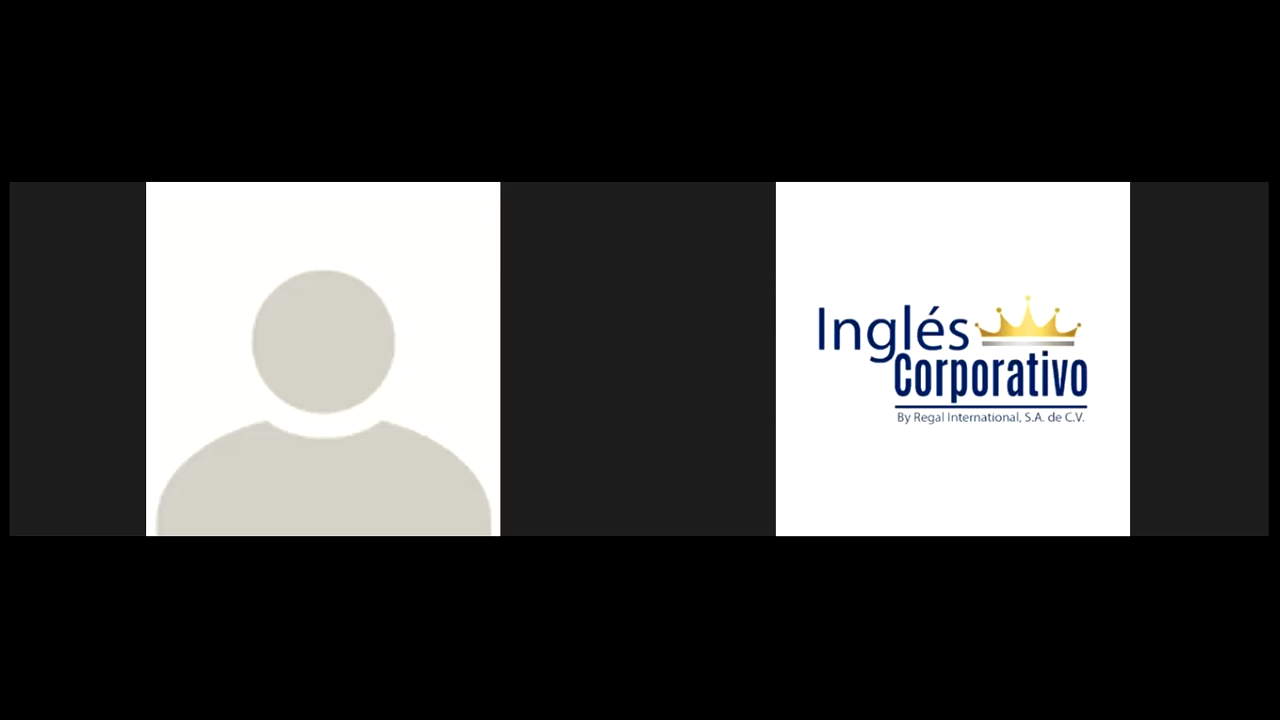 Inglés
Corporativo
By Regal International, S.A. de C.V.